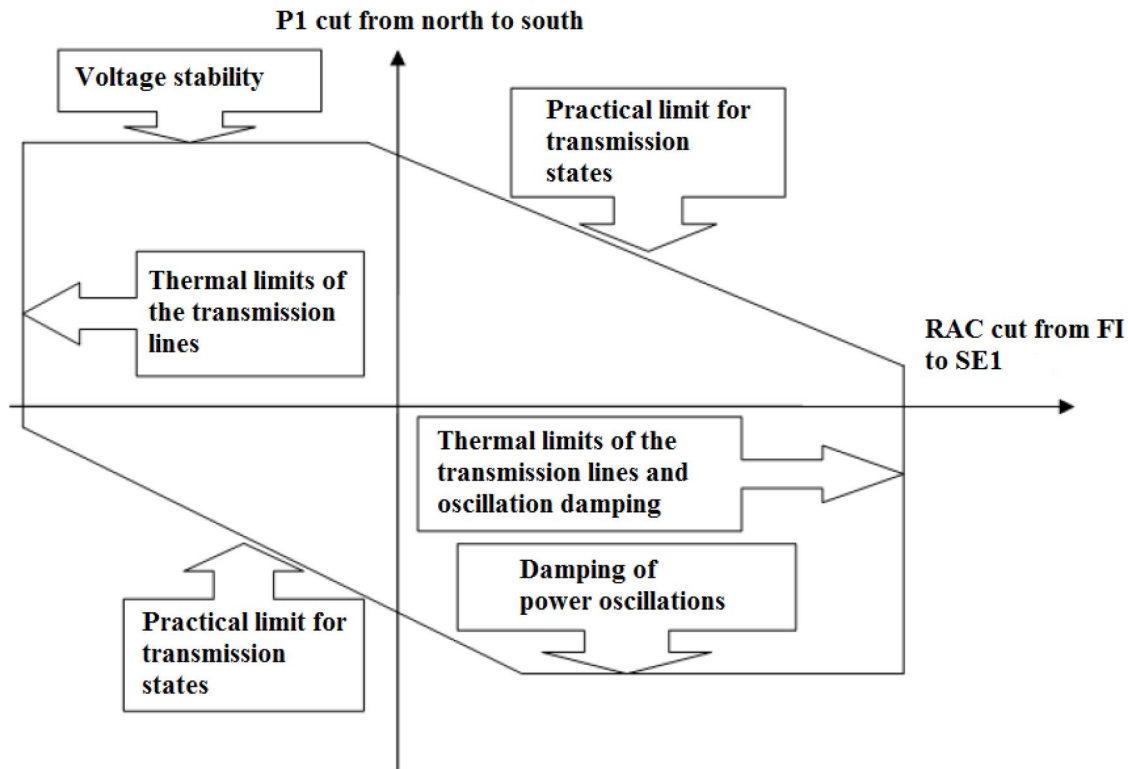 P1 cut from north to south
Voltage stability
Practical limit for
transmission
states
Thermal limits of
the transmission
lines
RAC cut from FI
to SE1
Thermal limits of the
transmission lines and
oscillation damping
Damping of
power oscillations
Practical limit for
transmission
states